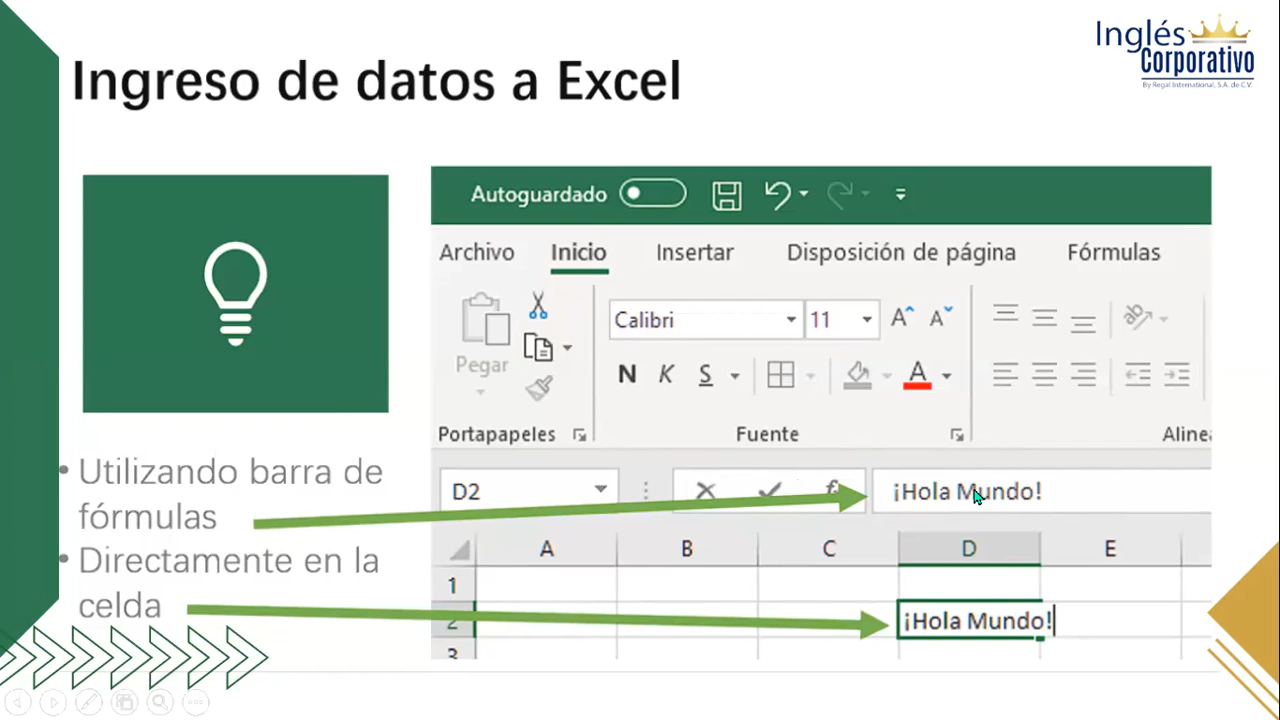 Inglés
Corporativo
By Regal International, S.A. de C.V.
Ingreso de datos a Excel
• Utilizando barra de
fórmulas
• Directamente en la
celda
Autoguardado
Archivo Inicio Insertar Disposición de página Fórmulas
Pegar
Calibri 11 A A
N K S A
Portapapeles Fuente Aline
D2 ¡Hola Mundo!
A B C D E
1
2 ¡Hola Mundo!
3